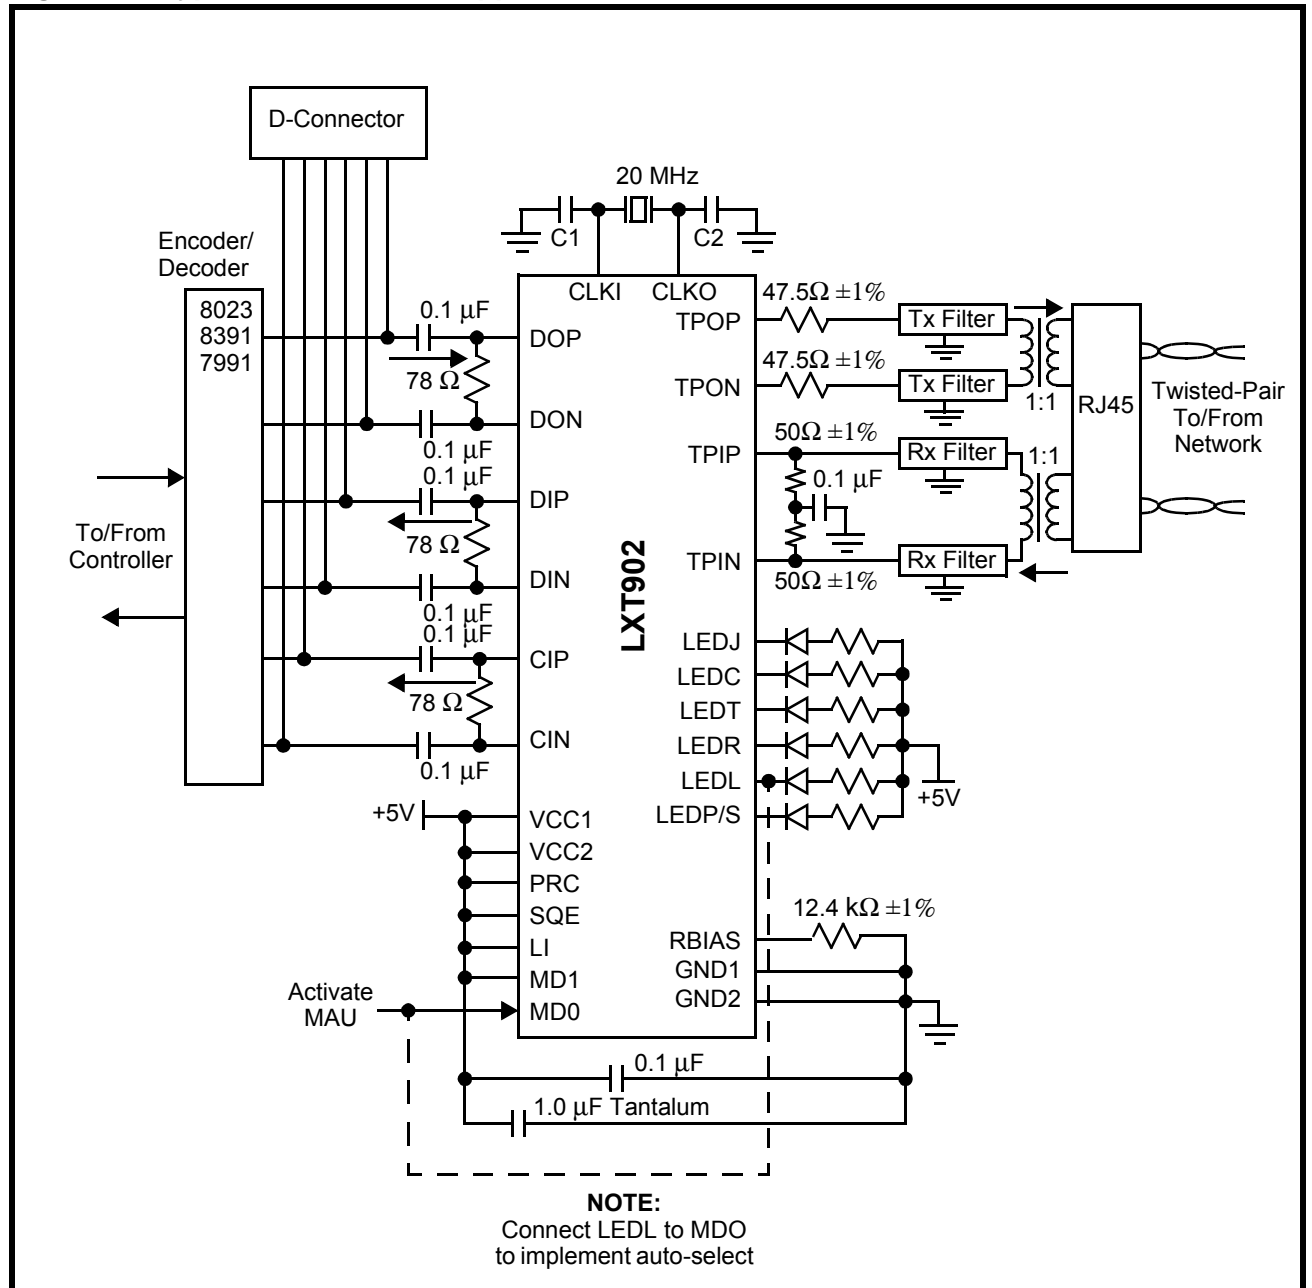 D-Connector
20 MHz
C1
C2
Encoder/
Decoder
8023
8391
7991
To/From
Controller
0.1 µF
78 Ω
0.1 µF
0.1 µF
78 Ω
0.1 µF
0.1 µF
78 Ω
0.1 µF
+5V
Activate
MAU
CLKI
CLKO
DOP
DON
DIP
DIN
CIP
CIN
VCC1
VCC2
PRC
SQE
LI
MD1
MD0
LXT902
TPOP
TPON
TPIP
TPIN
LEDJ
LEDC
LEDT
LEDR
LEDL
LEDP/S
RBIAS
GND1
GND2
47.5Ω ±1%
47.5Ω ±1%
50Ω ±1%
0.1 µF
50Ω ±1%
Tx Filter
Tx Filter
Rx Filter
Rx Filter
1:1
1:1
RJ45
Twisted-Pair
To/From
Network
+5V
12.4 kΩ ±1%
0.1 µF
1.0 µF Tantalum
NOTE:
Connect LEDL to MDO
to implement auto-select